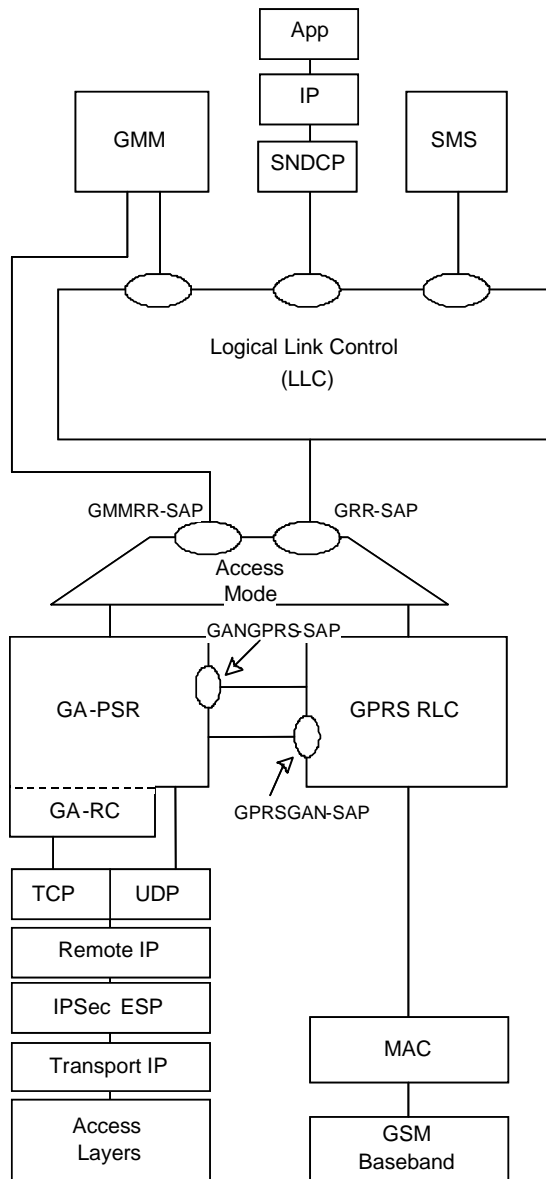 App
IP
GMM
SNDCP
SMS
Logical Link Control
(LLC)
GMMRR-SAP
GRR-SAP
Access
Mode
GANGPRS-SAP
GA-PSR
GPRS RLC
GA-RC
GPRSGAN-SAP
TCP
UDP
Remote IP
IPSec ESP
Transport IP
MAC
Access
Layers
GSM
Baseband